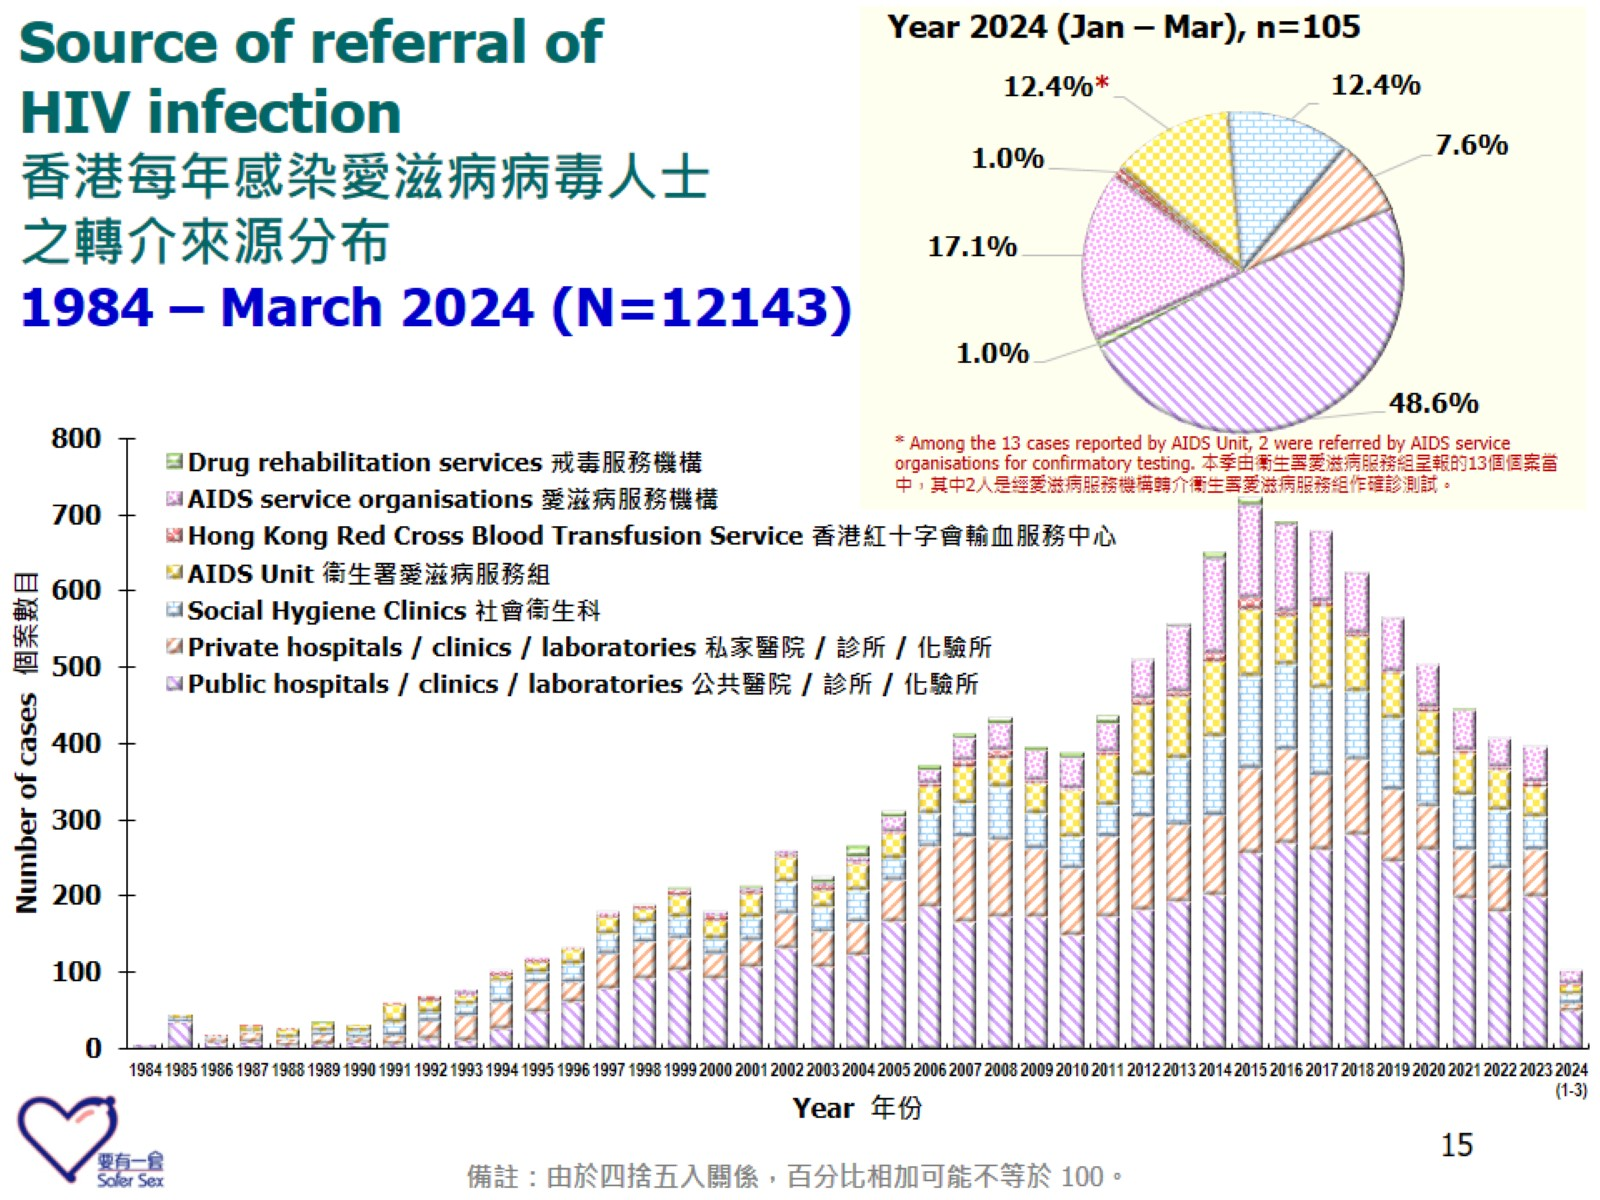 Source of referral of
HIV infection
香港每年感染愛滋病病毒人士
之轉介來源分布
1984 – March 2024 (N=12143)
Year 2024 (Jan – Mar), n=105
12.4%*
12.4%
7.6%
1.0%
17.1%
1.0%
48.6%
* Among the 13 cases reported by AIDS Unit, 2 were referred by AIDS service
organisations for confirmatory testing. 本季由衞生署愛滋病服務組呈報的13個個案當
中，其中2人是經愛滋病服務機構轉介衞生署愛滋病服務組作確診測試。
Number of cases 個案數目
800
700
600
500
400
300
200
100
0
Drug rehabilitation services 戒毒服務機構
AIDS service organisations 愛滋病服務機構
Hong Kong Red Cross Blood Transfusion Service 香港紅十字會輸血服務中心
AIDS Unit 衞生署愛滋病服務組
Social Hygiene Clinics 社會衞生科
Private hospitals / clinics / laboratories 私家醫院 / 診所 / 化驗所
Public hospitals / clinics / laboratories 公共醫院 / 診所 / 化驗所
1984 1985 1986 1987 1988 1989 1990 1991 1992 1993 1994 1995 1996 1997 1998 1999 2000 2001 2002 2003 2004 2005 2006 2007 2008 2009 2010 2011 2012 2013 2014 2015 2016 2017 2018 2019 2020 2021 2022 2023 2024
(1-3)
Year 年份
要有一套
Safer Sex
15
備註：由於四捨五入關係，百分比相加可能不等於 100。